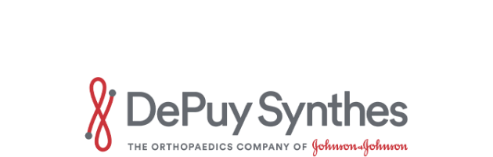 DePuy Synthes
THE ORTHOPAEDICS COMPANY OF Johnson&Johnson